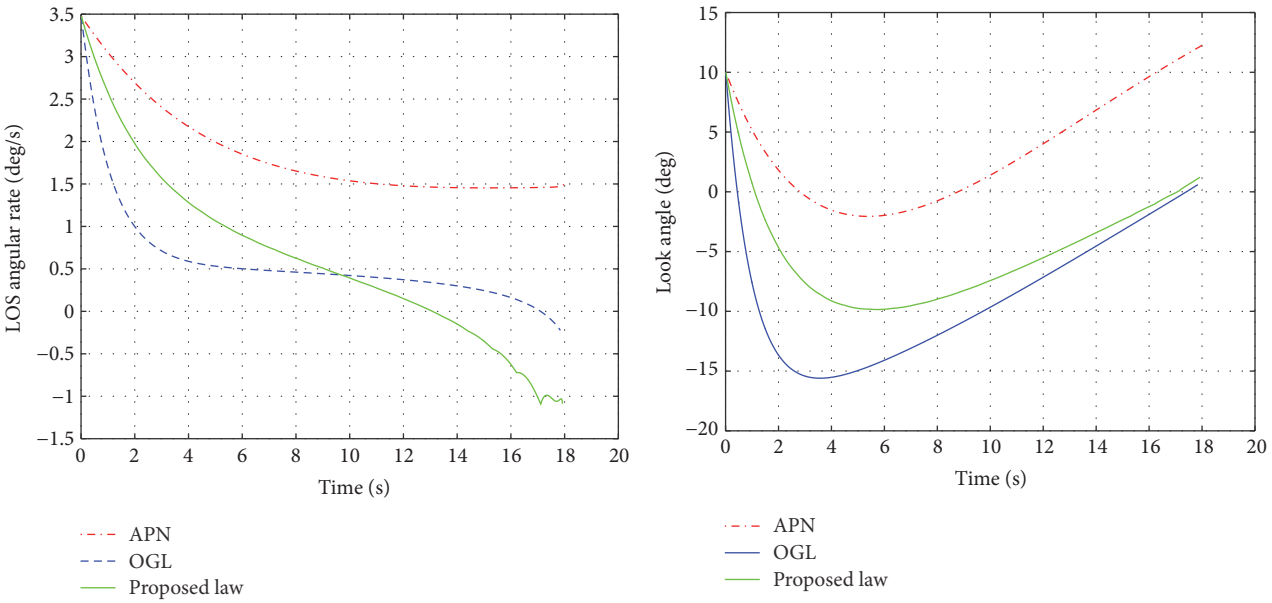 3.5
3
2.5
2
1.5
1
0.5
0
−0.5
−1
−1.5
LOS angular rate (deg/s)
0 2 4 6 8 10 12 14 16 18 20
Time (s)
APN
OGL
Proposed law
15
10
5
0
−5
−10
−15
−20
Look angle (deg)
0 2 4 6 8 10 12 14 16 18 20
Time (s)
APN
OGL
Proposed law